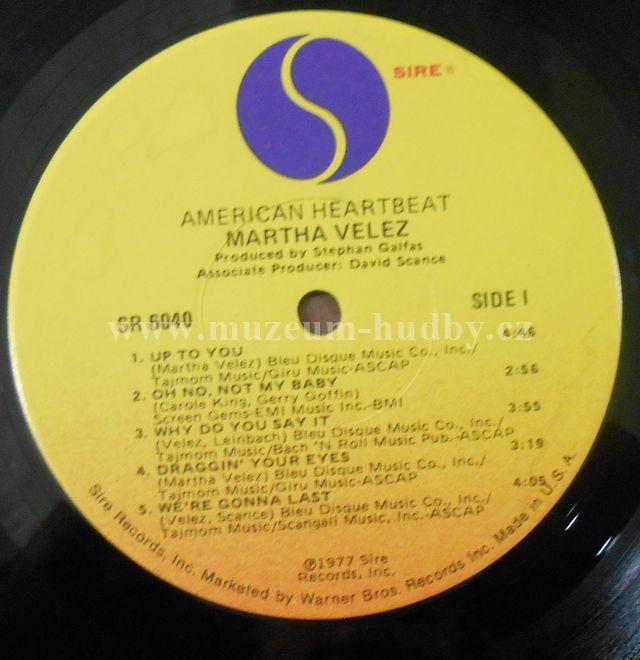 SIRE ®
AMERICAN HEARTBEAT
MARTHA VELEZ
Produced by Stephan Galfas
Associate Producer: David Scance
SR 6040 SIDE I
www.muzeum-hudby.cz
1. UP TO YOU 4:46
(Martha Velez) Bleu Disque Music Co., Inc./
Tajmom Music/Giru Music-ASCAP
2. OH NO, NOT MY BABY 2:56
(Carole King, Gerry Goffin)
Screen Gems-EMI Music Inc.-BMI
3. WHY DO YOU SAY IT 3:55
(Velez, Leinbach) Bleu Disque Music Co., Inc./
Tajmom Music/Bach 'N Roll Music Pub.-ASCAP
4. DRAGGIN' YOUR EYES 3:19
(Martha Velez) Bleu Disque Music Co., Inc./
Tajmom Music/Giru Music-ASCAP
5. WE'RE GONNA LAST 4:05
(Velez, Scance) Bleu Disque Music Co., Inc./
Tajmom Music/Scangali Music, Inc.-ASCAP
℗1977 Sire
Records, Inc.
Sire Records, Inc. Marketed by Warner Bros. Records Inc. Made in U.S.A.